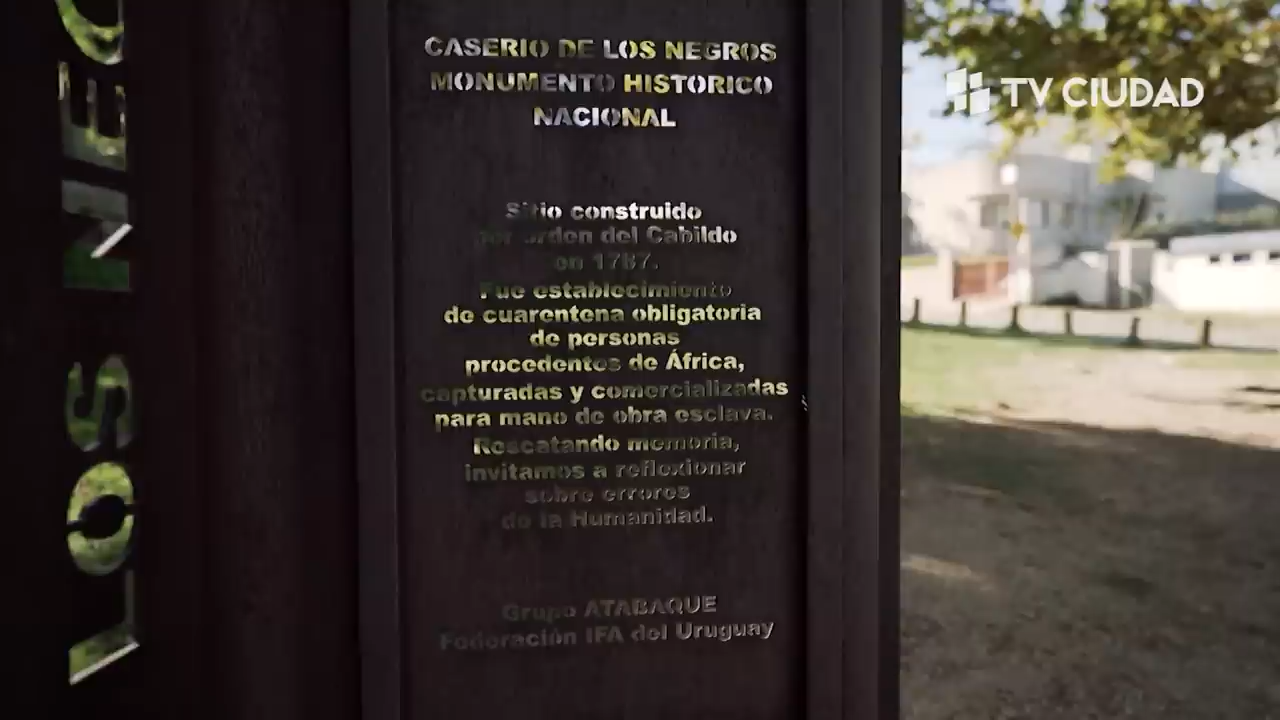 LOS NEG
CASERIO DE LOS NEGROS
MONUMENTO HISTORICO
NACIONAL
Sitio construido
por orden del Cabildo
en 1787.
Fue establecimiento
de cuarentena obligatoria
de personas
procedentes de África,
capturadas y comercializadas
para mano de obra esclava.
Rescatando memoria,
invitamos a reflexionar
sobre errores
de la Humanidad.
Grupo ATABAQUE
Federación IFA del Uruguay
TV CIUDAD